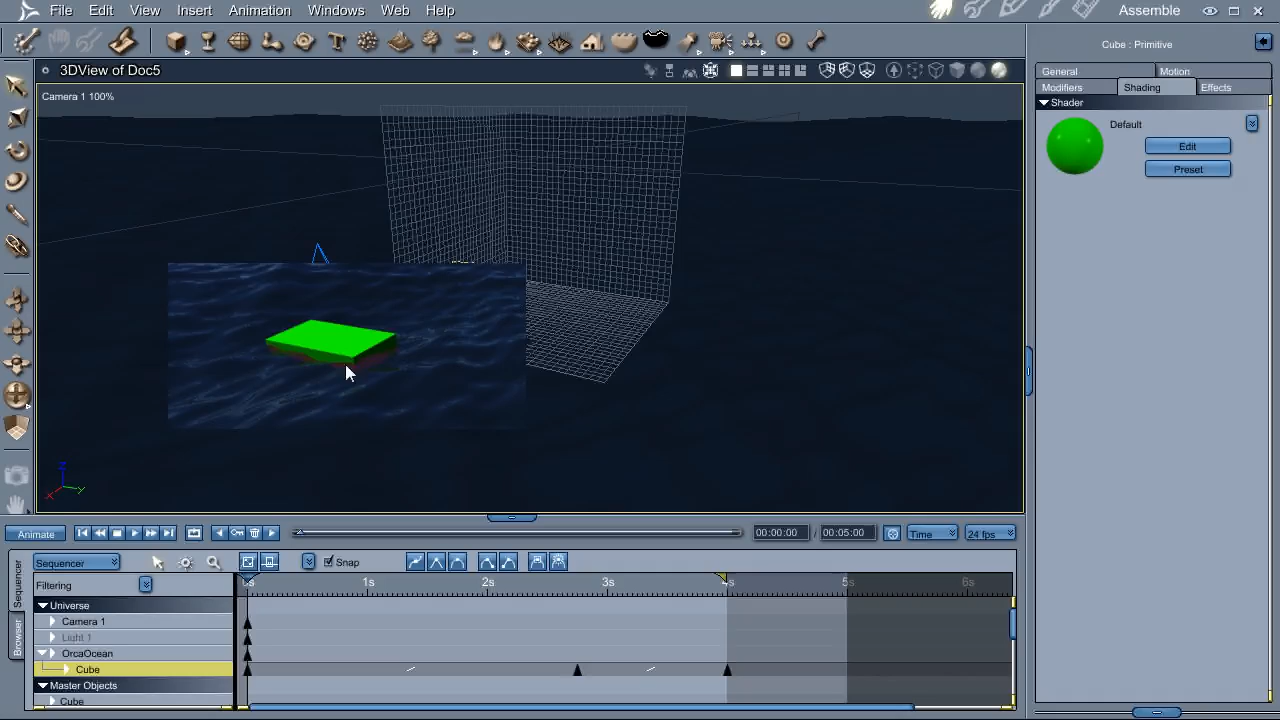 File Edit View Insert Animation Windows Web Help
Assemble
3DView of Doc5
Camera 1 100%
Z
X
Y
Cube : Primitive
General Motion
Modifiers Shading Effects
Shader
Default
Edit
Preset
Animate
00:00:00 / 00:05:00 Time 24 fps
Sequencer
Browser
Sequencer
Snap
Filtering
0s 1s 2s 3s 4s 5s 6s
Universe
Camera 1
Light 1
OrcaOcean
Cube
Master Objects
Cube